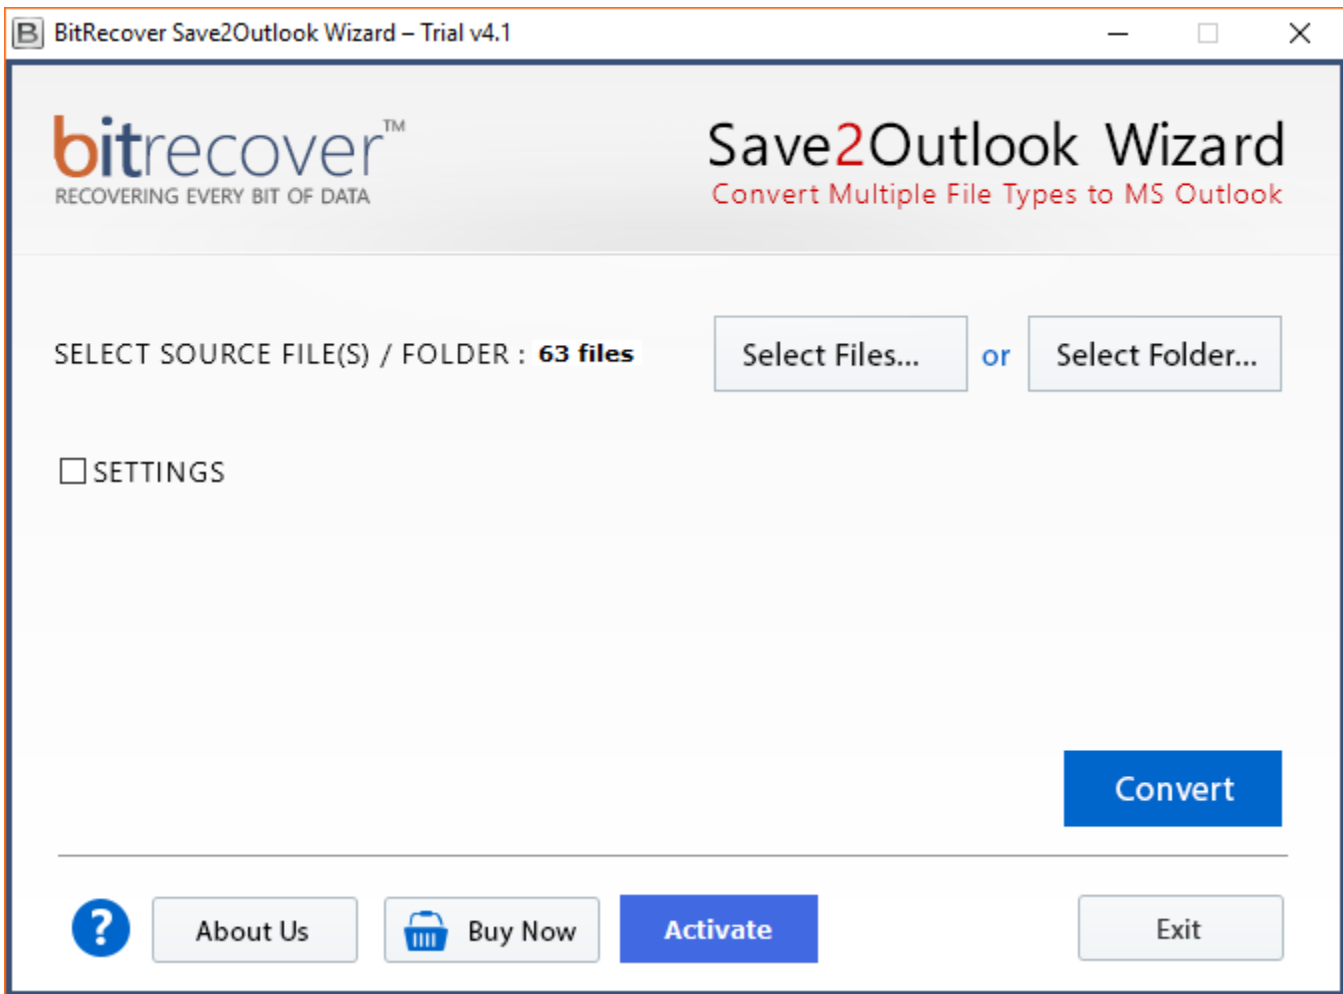 BitRecover Save2Outlook Wizard – Trial v4.1
bitrecover™
RECOVERING EVERY BIT OF DATA
Save2Outlook Wizard
Convert Multiple File Types to MS Outlook
SELECT SOURCE FILE(S) / FOLDER : 63 files
Select Files... or Select Folder...
SETTINGS
Convert
? About Us Buy Now Activate Exit